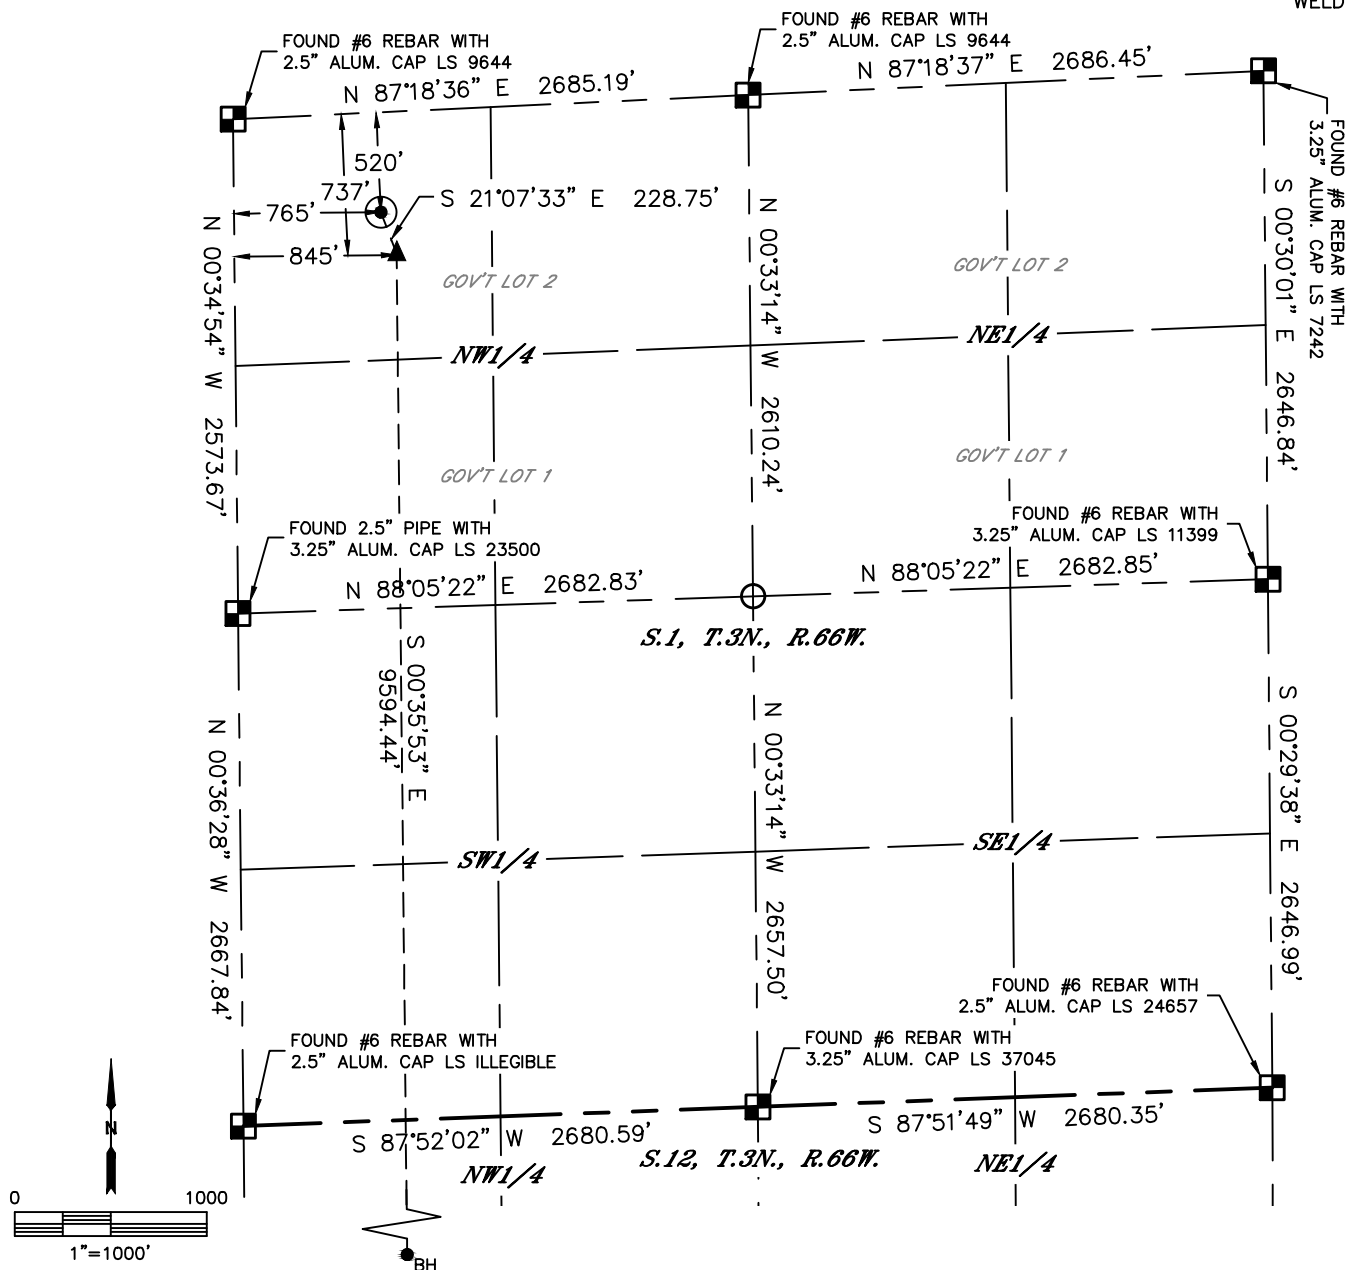 WELD
FOUND #6 REBAR WITH
2.5" ALUM. CAP LS 9644
FOUND #6 REBAR WITH
2.5" ALUM. CAP LS 9644
N 87°18'36" E 2685.19'
N 87°18'37" E 2686.45'
FOUND #6 REBAR WITH
3.25" ALUM. CAP LS 7242
520'
737'
765'
S 21°07'33" E 228.75'
845'
N 00°34'54" W 2573.67'
N 00°33'14" W 2610.24'
S 00°30'01" E 2646.84'
GOV'T LOT 2
GOV'T LOT 2
NW1/4
NE1/4
GOV'T LOT 1
GOV'T LOT 1
FOUND 2.5" PIPE WITH
3.25" ALUM. CAP LS 23500
FOUND #6 REBAR WITH
3.25" ALUM. CAP LS 11399
N 88°05'22" E 2682.83'
N 88°05'22" E 2682.85'
S.1, T.3N., R.66W.
S 00°35'53" E
9594.44'
N 00°36'28" W 2667.84'
N 00°33'14" W 2657.50'
S 00°29'38" E 2646.99'
SW1/4
SE1/4
FOUND #6 REBAR WITH
2.5" ALUM. CAP LS 24657
FOUND #6 REBAR WITH
2.5" ALUM. CAP LS ILLEGIBLE
FOUND #6 REBAR WITH
3.25" ALUM. CAP LS 37045
S 87°52'02" W 2680.59'
S 87°51'49" W 2680.35'
S.12, T.3N., R.66W.
NW1/4
NE1/4
N
0 1000
1"=1000'
BH